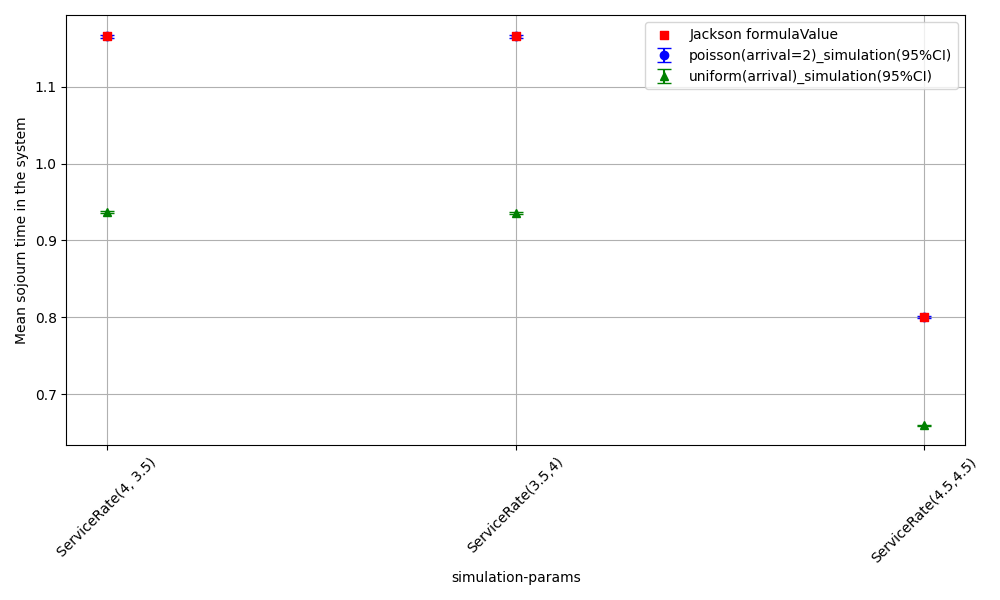 Jackson formulaValue
poisson(arrival=2)_simulation(95%CI)
uniform(arrival)_simulation(95%CI)
Mean sojourn time in the system
1.1
1.0
0.9
0.8
0.7
ServiceRate(4, 3.5)
ServiceRate(3.5,4)
ServiceRate(4.5,4.5)
simulation-params